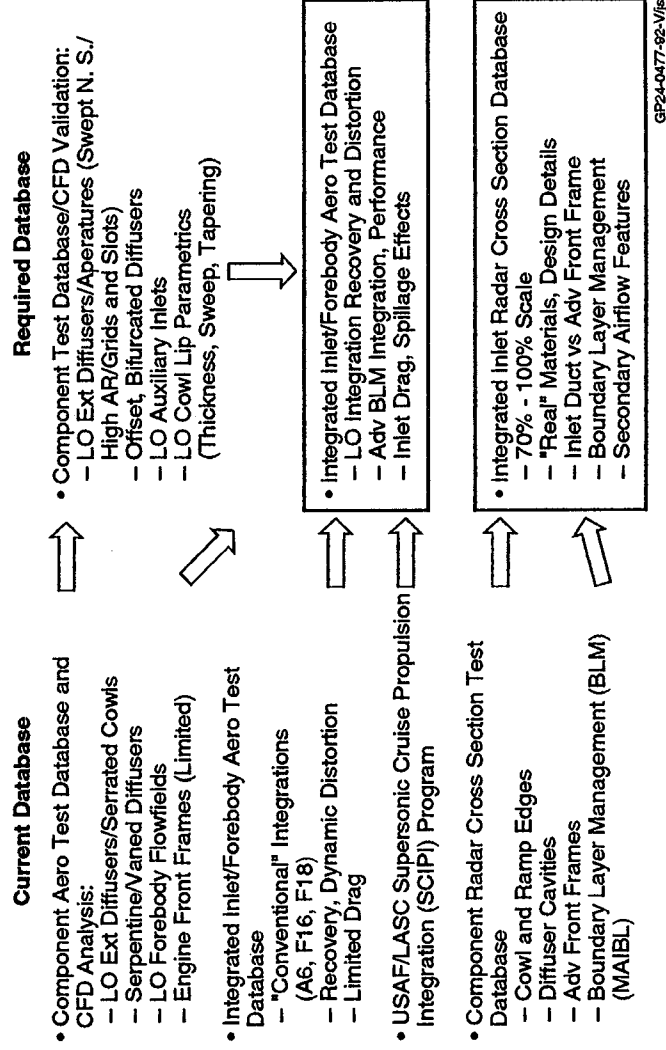 Current Database
• Component Aero Test Database and
CFD Analysis:
– LO Ext Diffusers/Serrated Cowls
– Serpentine/Vaned Diffusers
– LO Forebody Flowfields
– Engine Front Frames (Limited)
• Integrated Inlet/Forebody Aero Test
Database
– "Conventional" Integrations
(A6, F16, F18)
– Recovery, Dynamic Distortion
– Limited Drag
• USAF/LASC Supersonic Cruise Propulsion
Integration (SCIPI) Program
• Component Radar Cross Section Test
Database
– Cowl and Ramp Edges
– Diffuser Cavities
– Adv Front Frames
– Boundary Layer Management (BLM)
(MAIBL)
Required Database
• Component Test Database/CFD Validation:
– LO Ext Diffusers/Aperatures (Swept N. S./
High AR/Grids and Slots)
– Offset, Bifurcated Diffusers
– LO Auxiliary Inlets
– LO Cowl Lip Parametrics
(Thickness, Sweep, Tapering)
• Integrated Inlet/Forebody Aero Test Database
– LO Integration Recovery and Distortion
– Adv BLM Integration, Performance
– Inlet Drag, Spillage Effects
• Integrated Inlet Radar Cross Section Database
– 70% - 100% Scale
– "Real" Materials, Design Details
– Inlet Duct vs Adv Front Frame
– Boundary Layer Management
– Secondary Airflow Features
GP24-0477-92-V/js